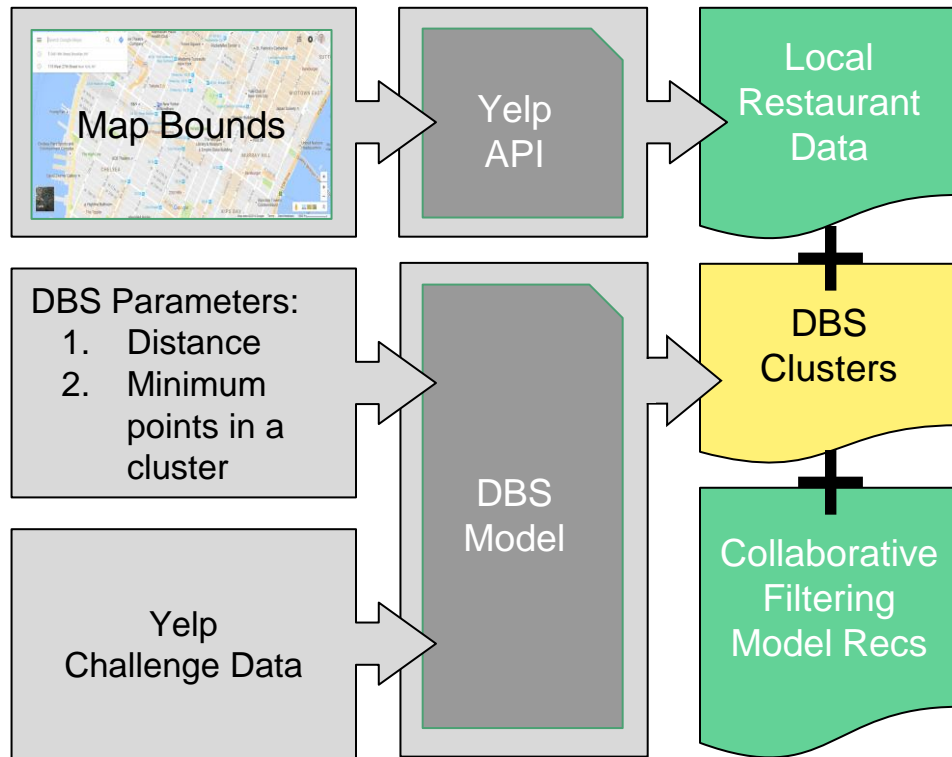 Map Bounds
Yelp
API
Local
Restaurant
Data
DBS Parameters:
1. Distance
2. Minimum
points in a
cluster
DBS
Model
DBS
Clusters
Yelp
Challenge Data
Collaborative
Filtering
Model Recs